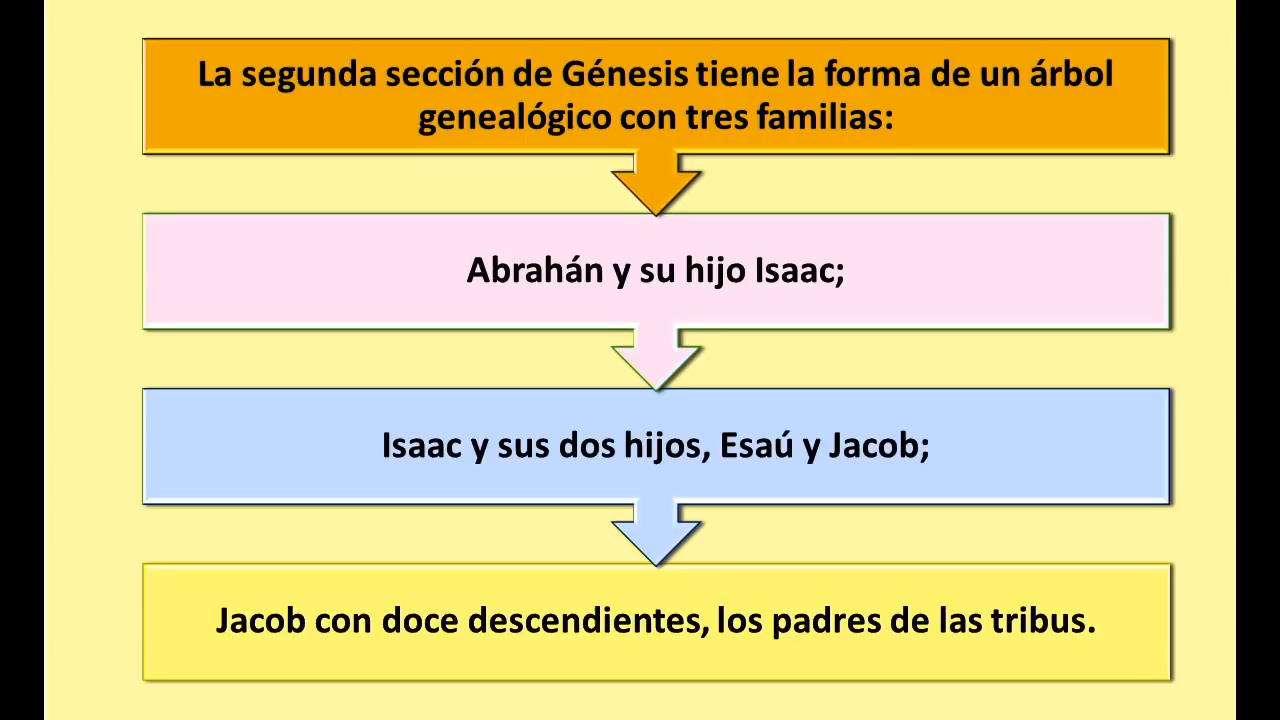 La segunda sección de Génesis tiene la forma de un árbol
genealógico con tres familias:
Abrahán y su hijo Isaac;
Isaac y sus dos hijos, Esaú y Jacob;
Jacob con doce descendientes, los padres de las tribus.